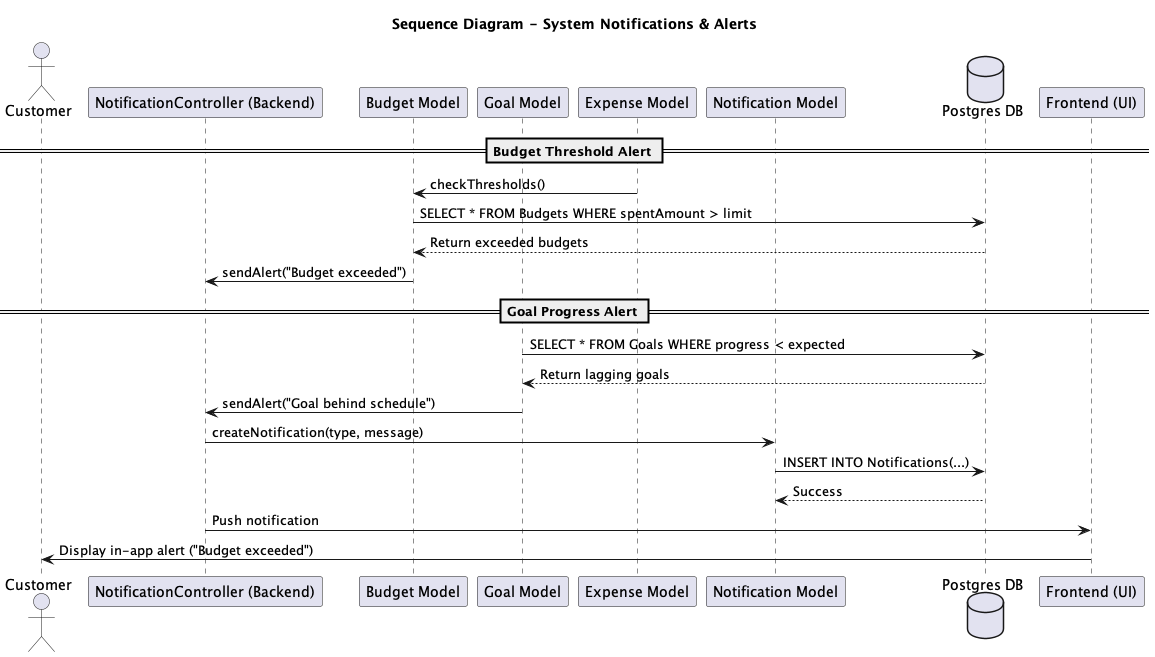 Sequence Diagram - System Notifications & Alerts
Customer
NotificationController (Backend)
Budget Model
Goal Model
Expense Model
Notification Model
Postgres DB
Frontend (UI)
Budget Threshold Alert
checkThresholds()
SELECT * FROM Budgets WHERE spentAmount > limit
Return exceeded budgets
sendAlert("Budget exceeded")
Goal Progress Alert
SELECT * FROM Goals WHERE progress < expected
Return lagging goals
sendAlert("Goal behind schedule")
createNotification(type, message)
INSERT INTO Notifications(...)
Success
Push notification
Display in-app alert ("Budget exceeded")
Customer
NotificationController (Backend)
Budget Model
Goal Model
Expense Model
Notification Model
Postgres DB
Frontend (UI)